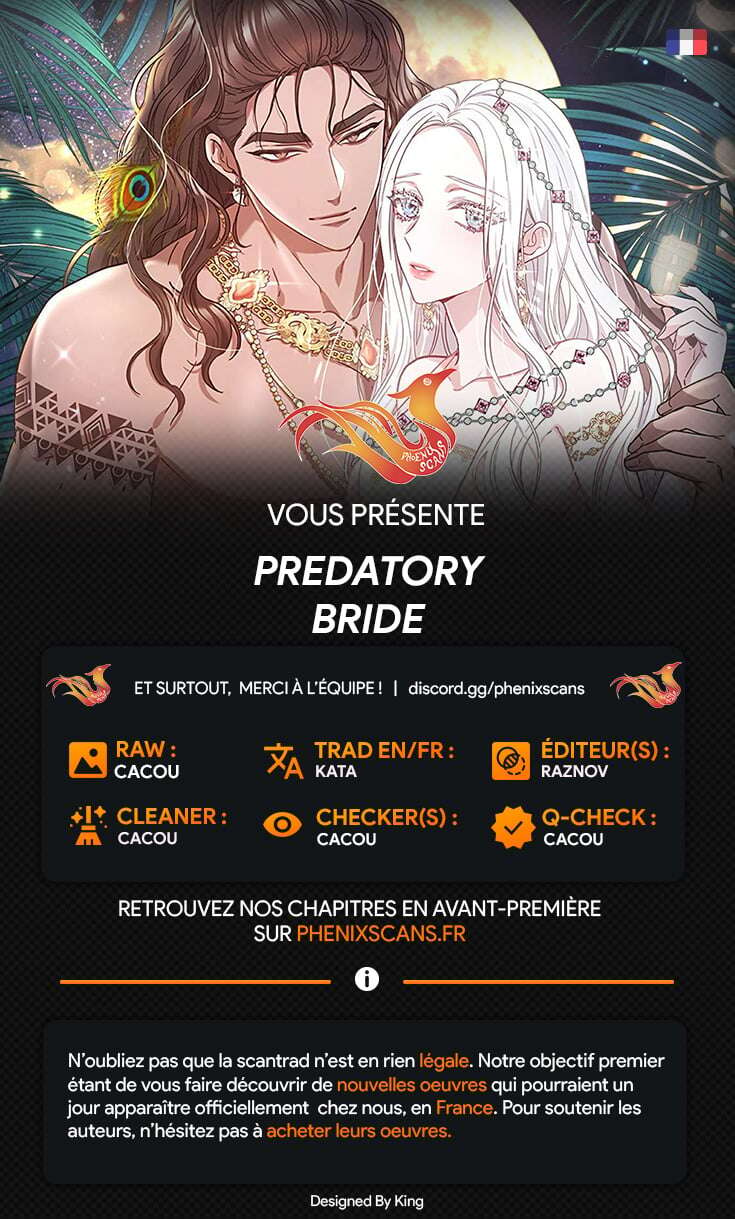 PHOENIX
SCANS
VOUS PRÉSENTE
PREDATORY
BRIDE
ET SURTOUT, MERCI À L'ÉQUIPE ! | discord.gg/phenixscans
RAW :
CACOU
TRAD EN/FR :
KATA
ÉDITEUR(S) :
RAZNOV
CLEANER :
CACOU
CHECKER(S) :
CACOU
Q-CHECK :
CACOU
RETROUVEZ NOS CHAPITRES EN AVANT-PREMIÈRE
SUR PHENIXSCANS.FR
N'oubliez pas que la scantrad n'est en rien légale. Notre objectif premier
étant de vous faire découvrir de nouvelles oeuvres qui pourraient un
jour apparaître officiellement chez nous, en France. Pour soutenir les
auteurs, n'hésitez pas à acheter leurs oeuvres.
Designed By King